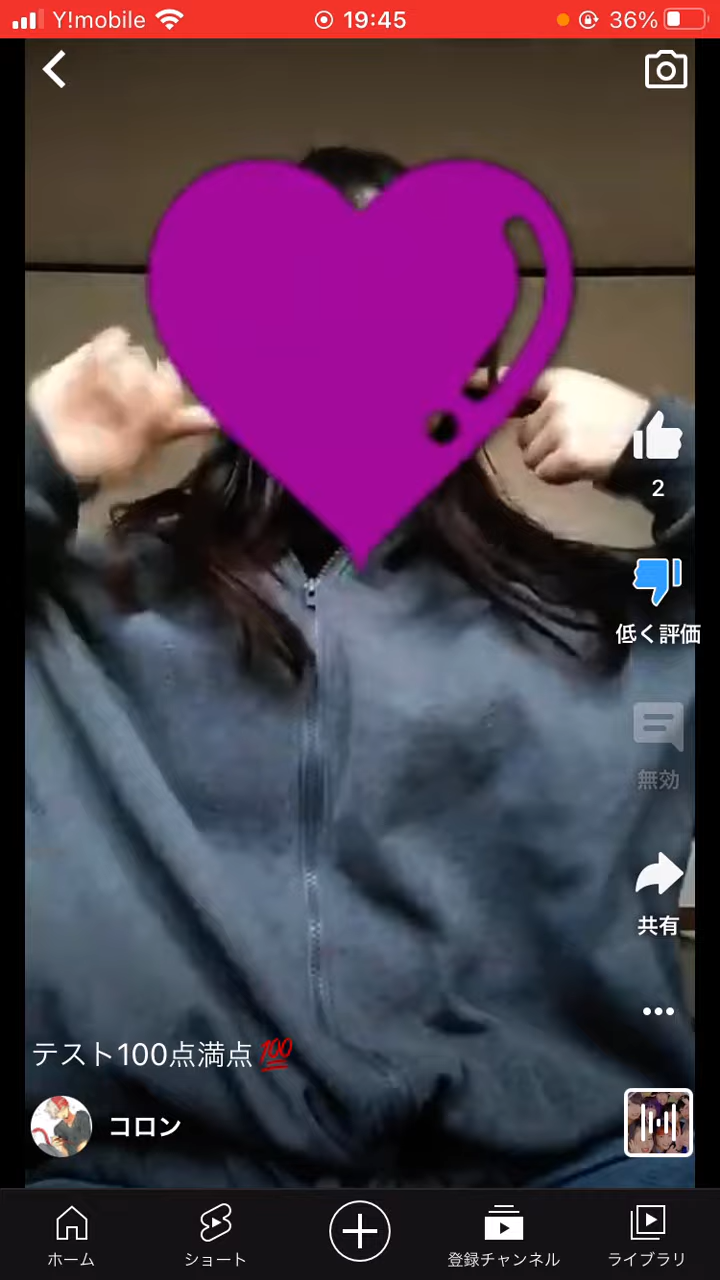 Y!mobile 19:45 36%
2
低く評価
無効
共有
テスト100点満点💯
コロン
ホーム ショート 登録チャンネル ライブラリ